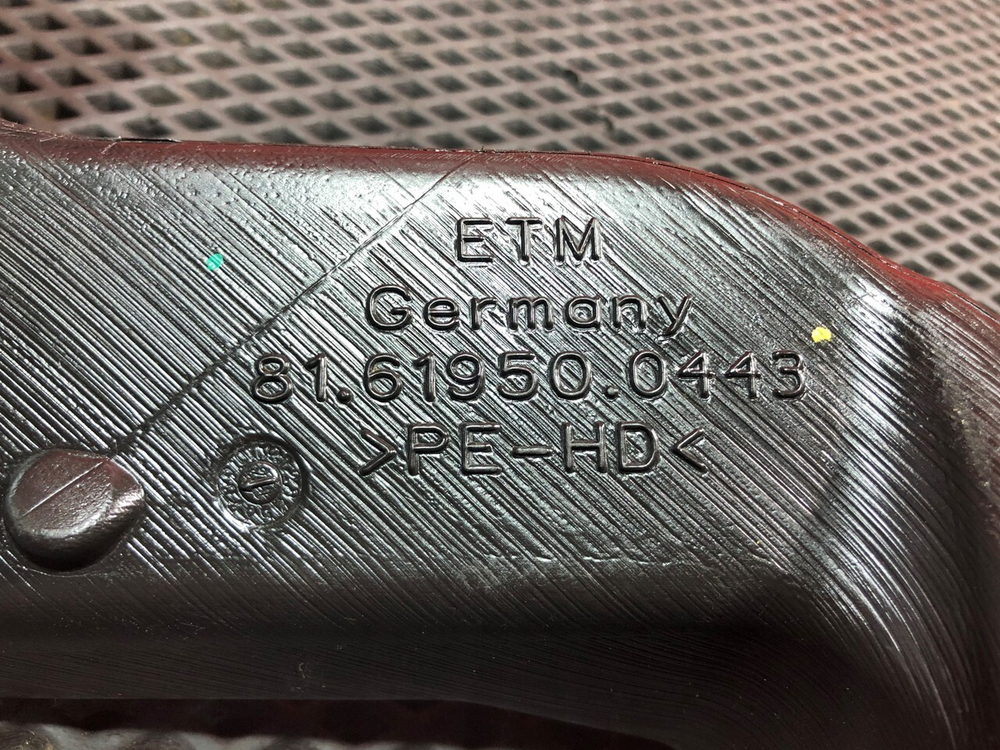 ETM
Germany
81.61950.0443
>PE-HD<